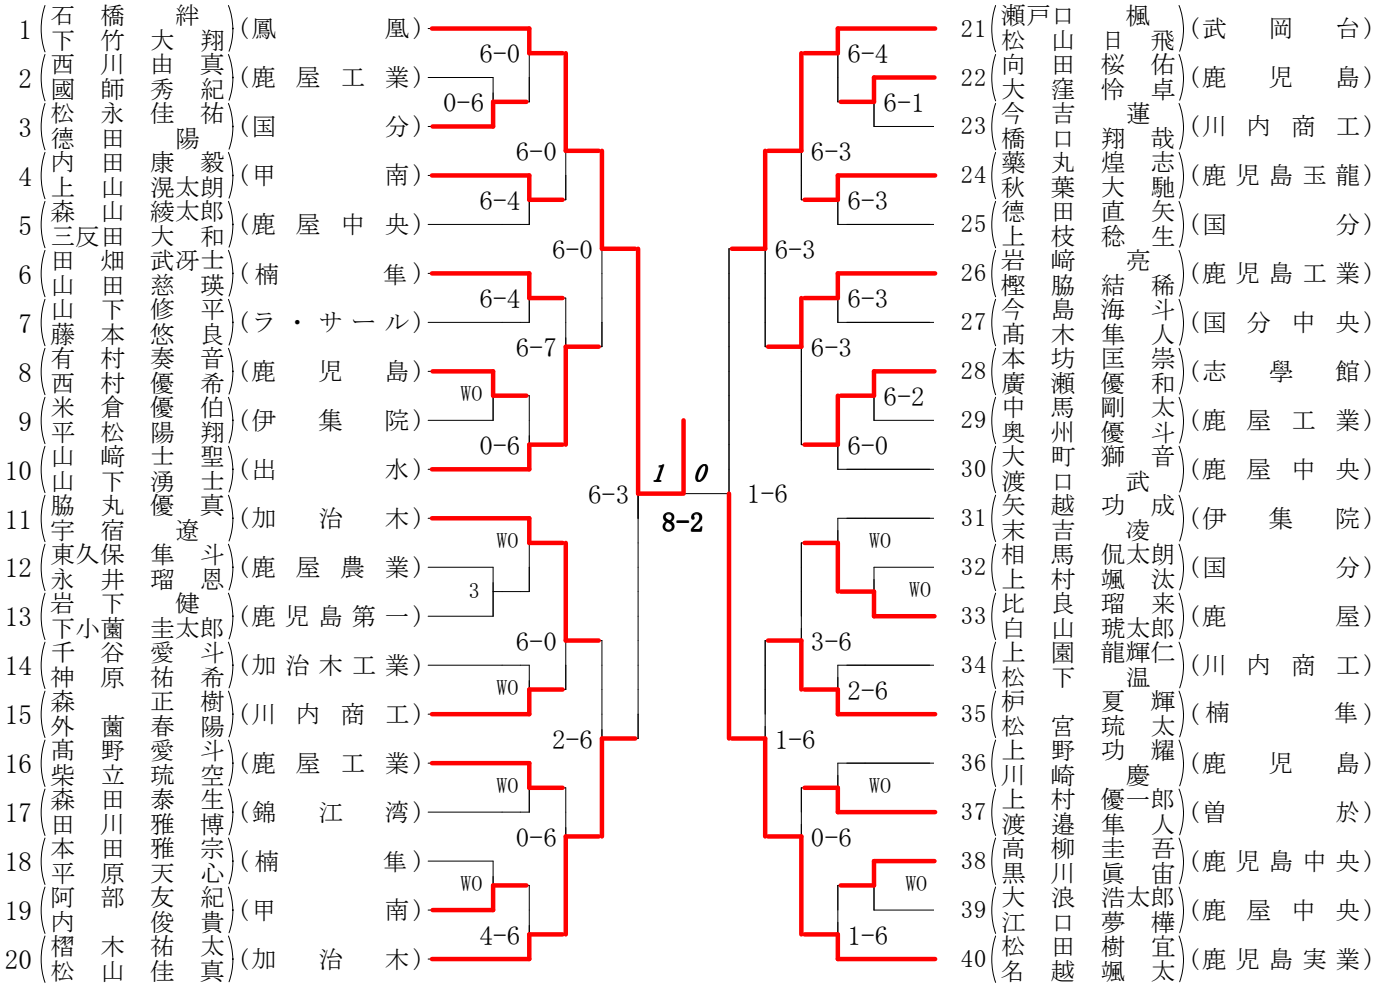 1 (石橋 絆 下竹 大翔) (鳳凰)
2 (西川 由真 國師 秀紀) (鹿屋工業)
3 (松永 佳祐 德田 陽) (国分)
4 (内田 康毅 上山 滉太朗) (甲南)
5 (森山 綾太郎 三反田 大和) (鹿屋中央)
6 (田畑 武冴士 山田 慈瑛) (楠隼)
7 (山下 修平 藤本 悠良) (ラ・サール)
8 (有村 奏音 西村 優希) (鹿児島)
9 (米倉 優伯 平松 陽翔) (伊集院)
10 (山﨑 士聖 山下 湧士) (出水)
11 (脇丸 優真 宇宿 遼) (加治木)
12 (東久保 隼斗 永井 瑠恩) (鹿屋農業)
13 (岩下 健 下小薗 圭太郎) (鹿児島第一)
14 (千谷 愛斗 神原 祐希) (加治木工業)
15 (森 正樹 外薗 春陽) (川内商工)
16 (髙野 愛斗 柴立 琉空) (鹿屋工業)
17 (森田 泰生 田川 雅博) (錦江湾)
18 (本田 雅宗 平原 天心) (楠隼)
19 (阿部 友紀 内 俊貴) (甲南)
20 (槢木 祐太 松山 佳真) (加治木)
6-0
0-6
6-0
6-4
6-0
6-4
6-7
WO
0-6
6-3
WO
3
6-0
WO
2-6
WO
0-6
WO
4-6
1 0
8-2
21 (瀬戸口 楓 松山 日飛) (武岡台)
22 (向田 桜佑 大窪 怜卓) (鹿児島)
23 (今吉 蓮 橋口 翔哉) (川内商工)
24 (藥丸 煌志 秋葉 大馳) (鹿児島玉龍)
25 (德田 直矢 上枝 稔生) (国分)
26 (岩﨑 亮 樫脇 結稀) (鹿児島工業)
27 (今島 海斗 髙木 隼人) (国分中央)
28 (本坊 匡崇 廣瀬 優和) (志學館)
29 (中馬 剛太 奥州 優斗) (鹿屋工業)
30 (大町 獅音 渡口 武) (鹿屋中央)
31 (矢越 功成 末吉 凌) (伊集院)
32 (相馬 侃太朗 上村 颯汰) (国分)
33 (比良 瑠来 白山 琥太郎) (鹿屋)
34 (上園 龍輝仁 松下 温) (川内商工)
35 (枦 夏輝 松宮 琉太) (楠隼)
36 (上野 功耀 川崎 慶) (鹿児島)
37 (上村 優一郎 渡邉 隼人) (曽於)
38 (高柳 圭吾 黒川 眞宙) (鹿児島中央)
39 (大浪 浩太郎 江口 夢樺) (鹿屋中央)
40 (松田 樹宜 名越 颯太) (鹿児島実業)
6-4
6-1
6-3
6-3
6-3
6-3
6-3
6-2
6-0
1-6
WO
WO
3-6
2-6
1-6
WO
0-6
WO
1-6